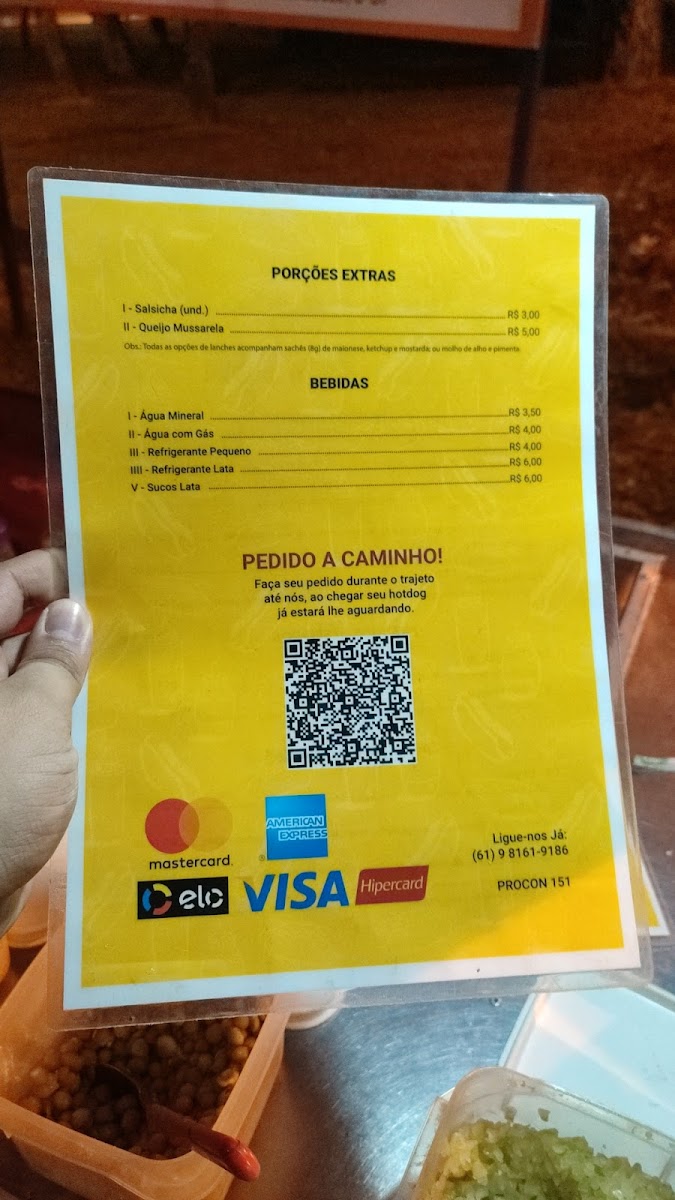 PORÇÕES EXTRAS
I - Salsicha (und.) R$ 3,00
II - Queijo Mussarela R$ 5,00
Obs.: Todas as opções de lanches acompanham sachês (8g) de maionese, ketchup e mostarda; ou molho de alho e pimenta.
BEBIDAS
I - Água Mineral R$ 3,50
II - Água com Gás R$ 4,00
III - Refrigerante Pequeno R$ 4,00
IIII - Refrigerante Lata R$ 6,00
V - Sucos Lata R$ 6,00
PEDIDO A CAMINHO!
Faça seu pedido durante o trajeto
até nós, ao chegar seu hotdog
já estará lhe aguardando.
mastercard.
AMERICAN
EXPRESS
®
elo
VISA
Hipercard
Ligue-nos Já:
(61) 9 8161-9186
PROCON 151